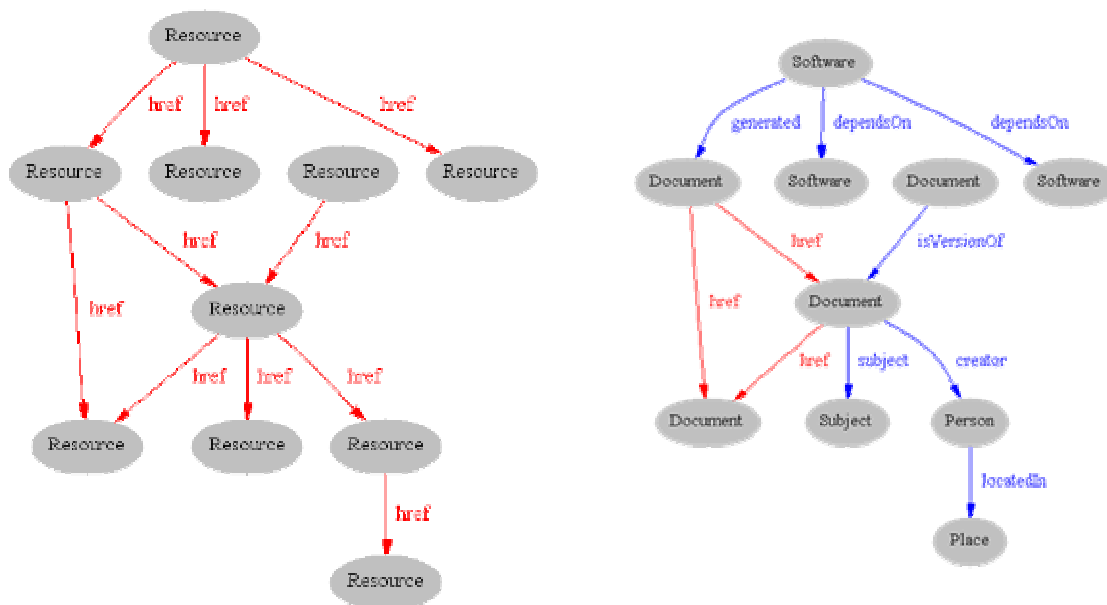 Resource
href
href
href
Resource
Resource
Resource
Resource
href
href
href
Resource
href
href
href
Resource
Resource
Resource
href
Resource
Software
generated
dependsOn
dependsOn
Document
Software
Document
Software
href
isVersionOf
href
Document
href
subject
creator
Document
Subject
Person
locatedIn
Place